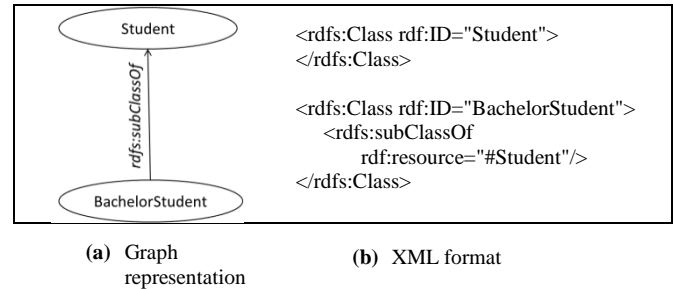 Student
rdfs:subClassOf
BachelorStudent
<rdfs:Class rdf:ID="Student">
</rdfs:Class>
<rdfs:Class rdf:ID="BachelorStudent">
<rdfs:subClassOf
rdf:resource="#Student"/>
</rdfs:Class>
(a) Graph
representation
(b) XML format